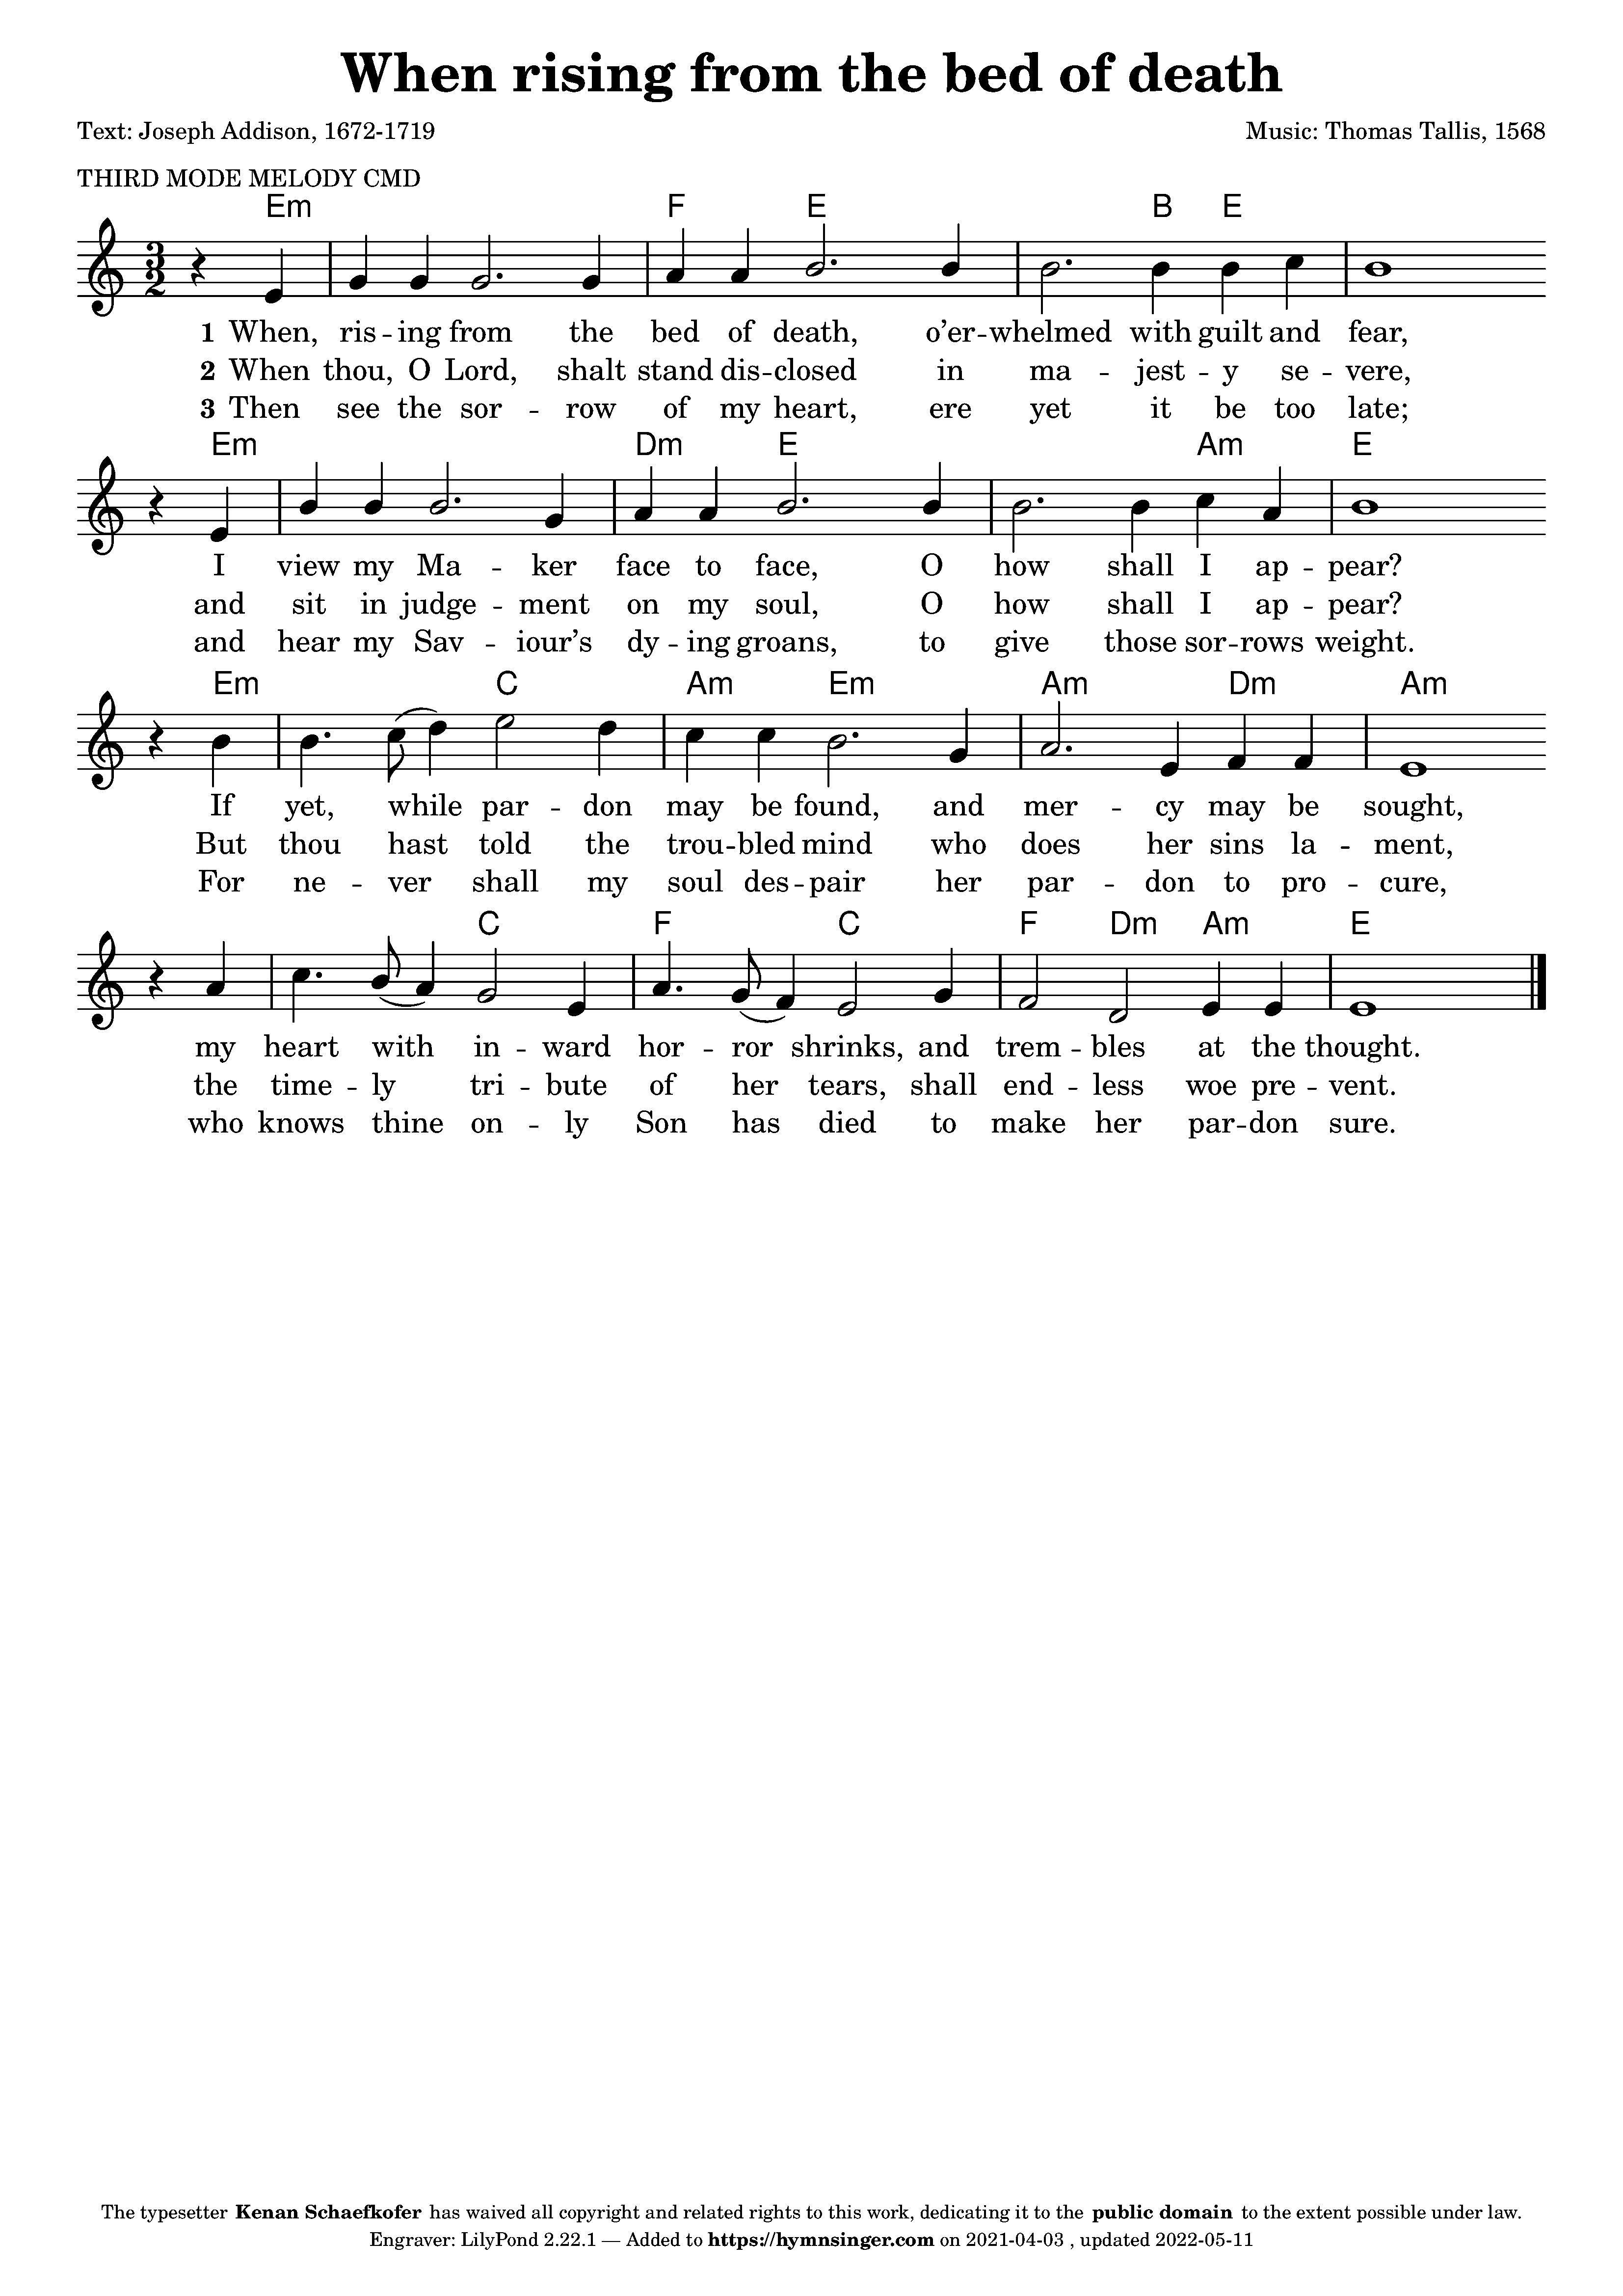 When rising from the bed of death
Text: Joseph Addison, 1672-1719 Music: Thomas Tallis, 1568
THIRD MODE MELODY CMD
Em F E B E
3
2
1 When, ris -- ing from the bed of death, o’er -- whelmed with guilt and fear,
2 When thou, O Lord, shalt stand dis -- closed in ma -- jest -- y se -- vere,
3 Then see the sor -- row of my heart, ere yet it be too late;
Em Dm E Am E
I view my Ma -- ker face to face, O how shall I ap -- pear?
and sit in judge -- ment on my soul, O how shall I ap -- pear?
and hear my Sav -- iour’s dy -- ing groans, to give those sor -- rows weight.
Em C Am Em Am Dm Am
If yet, while par -- don may be found, and mer -- cy may be sought,
But thou hast told the trou -- bled mind who does her sins la -- ment,
For ne -- ver shall my soul des -- pair her par -- don to pro -- cure,
C F C F Dm Am E
my heart with in -- ward hor -- ror shrinks, and trem -- bles at the thought.
the time -- ly tri -- bute of her tears, shall end -- less woe pre -- vent.
who knows thine on -- ly Son has died to make her par -- don sure.
The typesetter Kenan Schaefkofer has waived all copyright and related rights to this work, dedicating it to the public domain to the extent possible under law.
Engraver: LilyPond 2.22.1 — Added to https://hymnsinger.com on 2021-04-03 , updated 2022-05-11